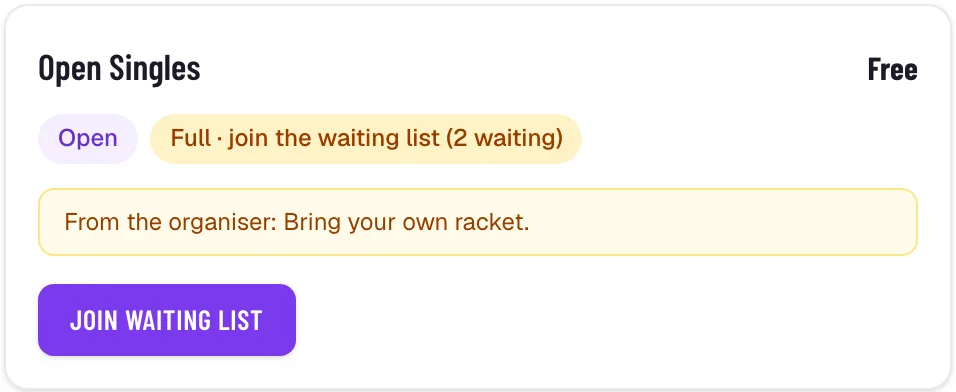 Open Singles
Free
Open
Full · join the waiting list (2 waiting)
From the organiser: Bring your own racket.
JOIN WAITING LIST